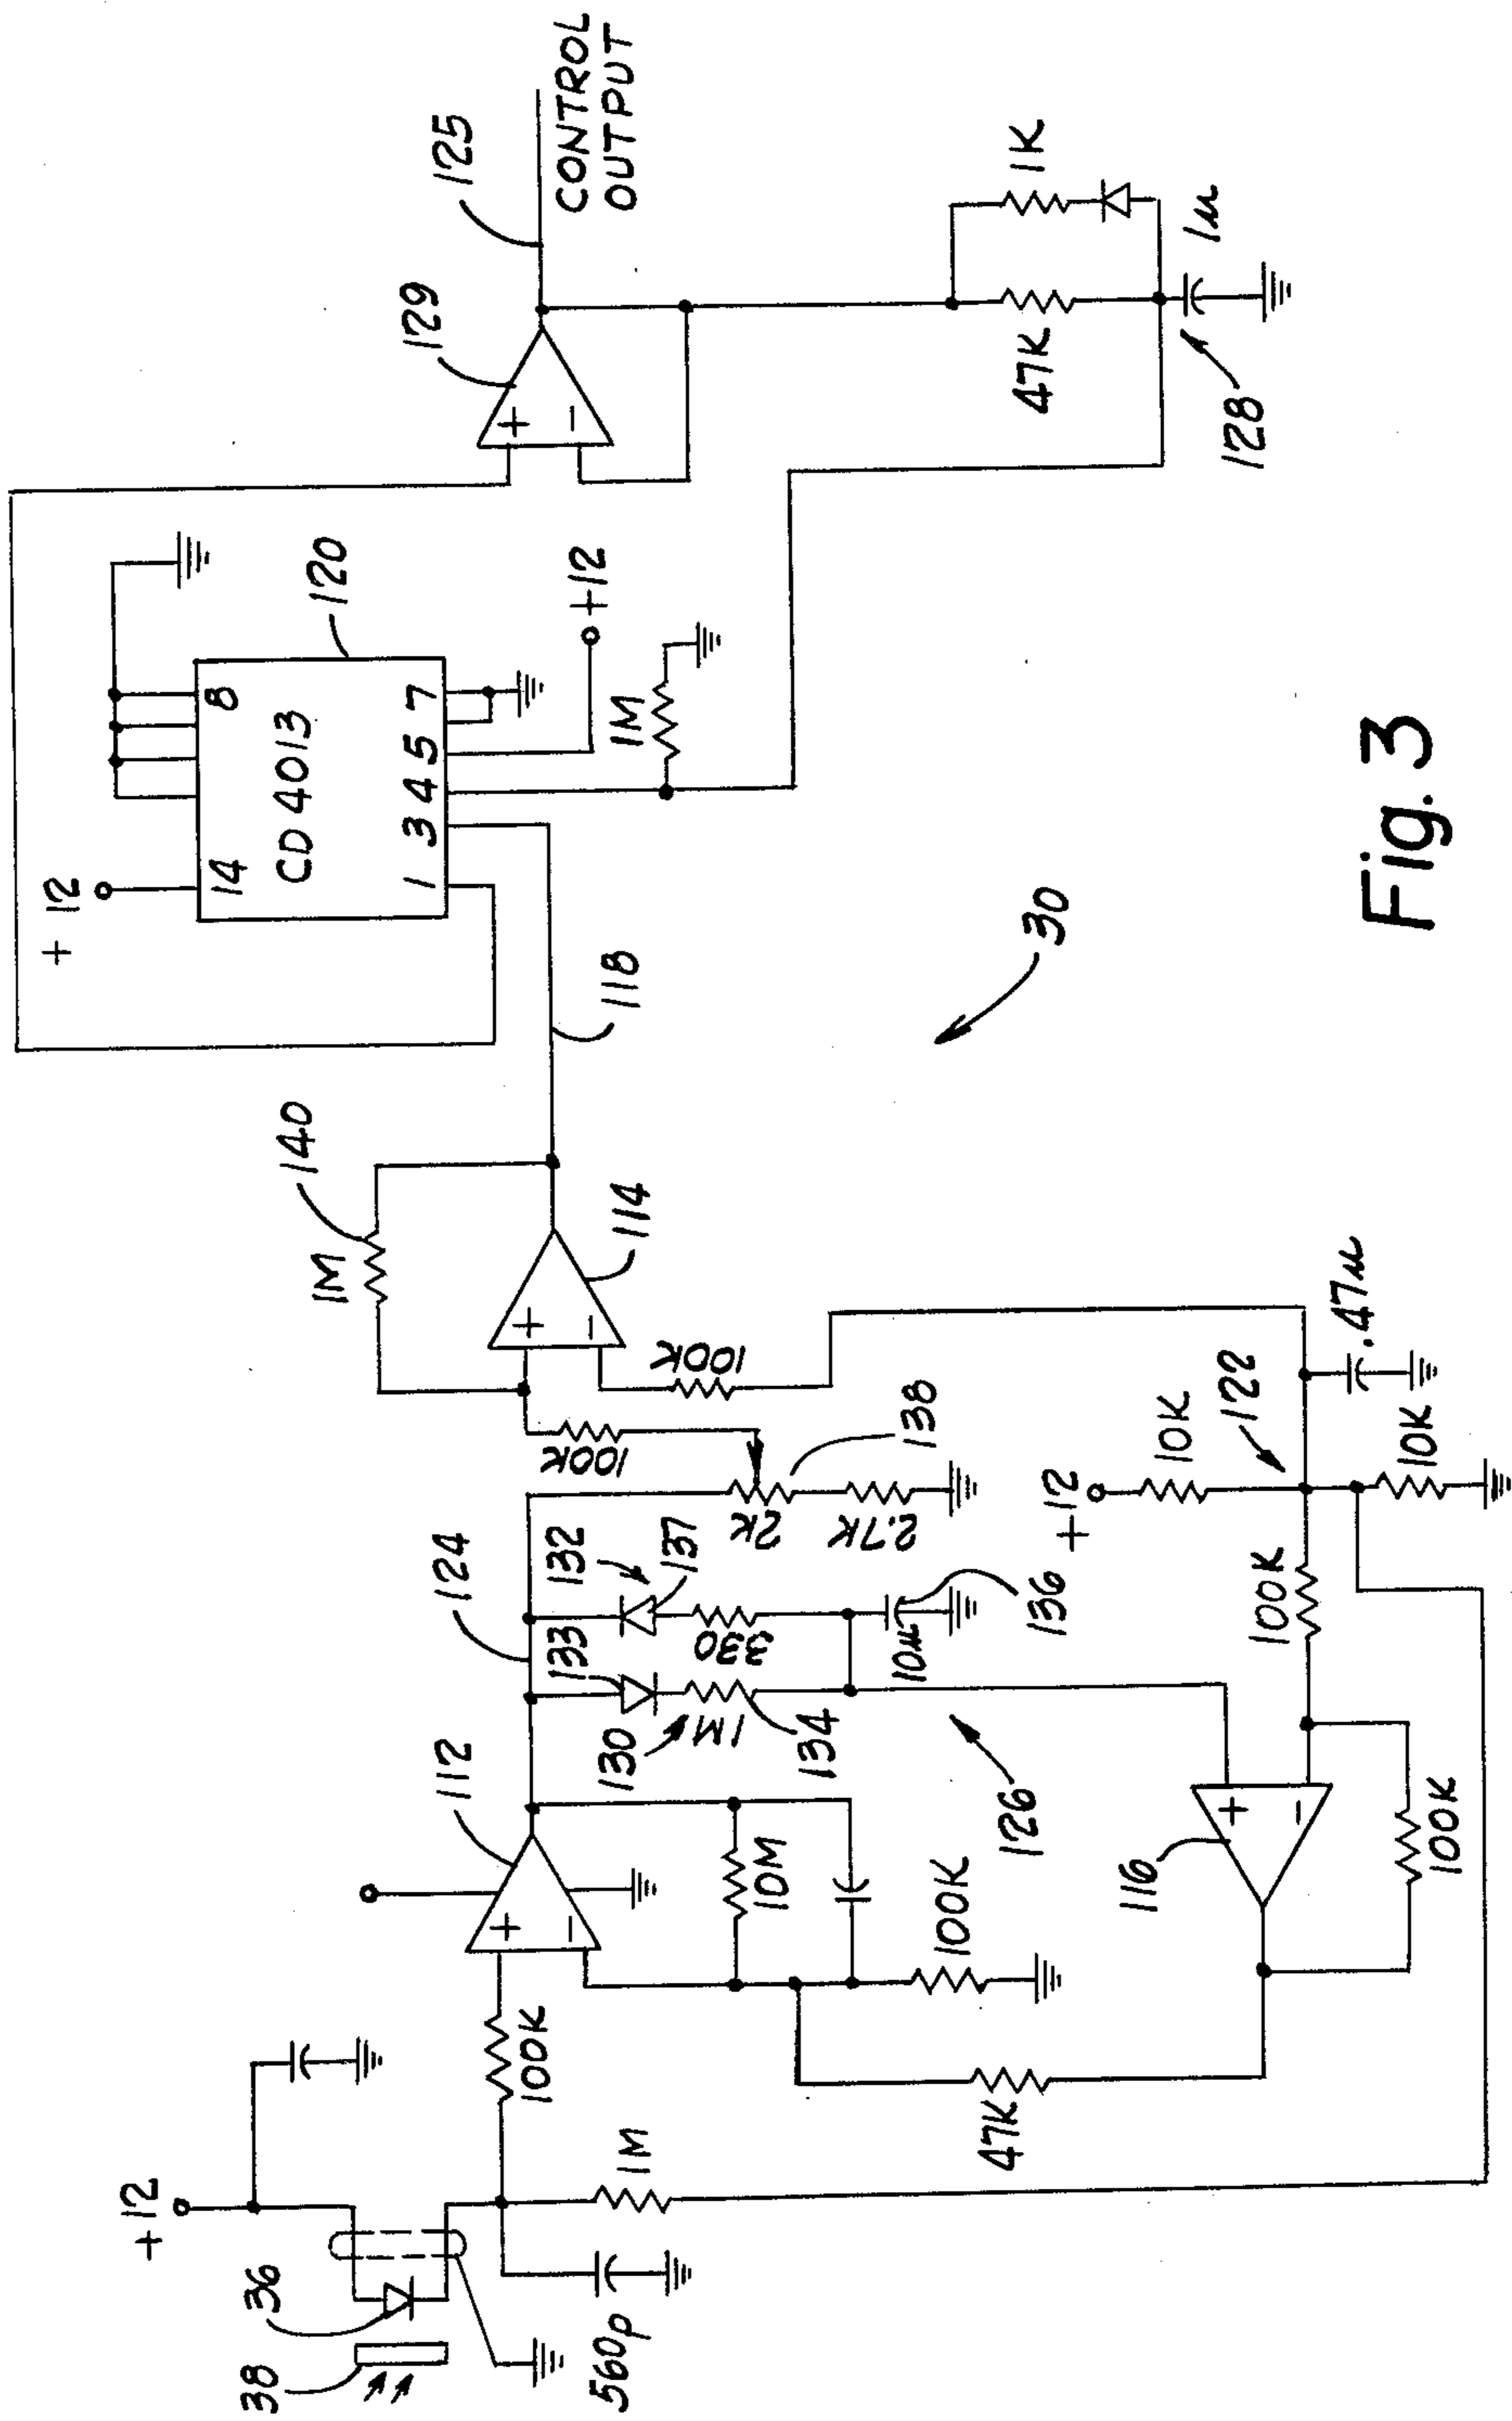 +12
36
38
560p
1M
100K
112
+
−
10M
100K
47K
124
133
132
137
130
1M
134
330
10µ
136
126
116
+
−
100K
100K
2K
2.7K
138
100K
100K
1M
140
+
−
114
+12
10K
122
10K
.47µ
118
30
+12
14
8
CD4013
1 3 4 5 7
120
+12
1M
129
+
−
125
CONTROL
OUTPUT
47K
1K
1µ
128
Fig. 3